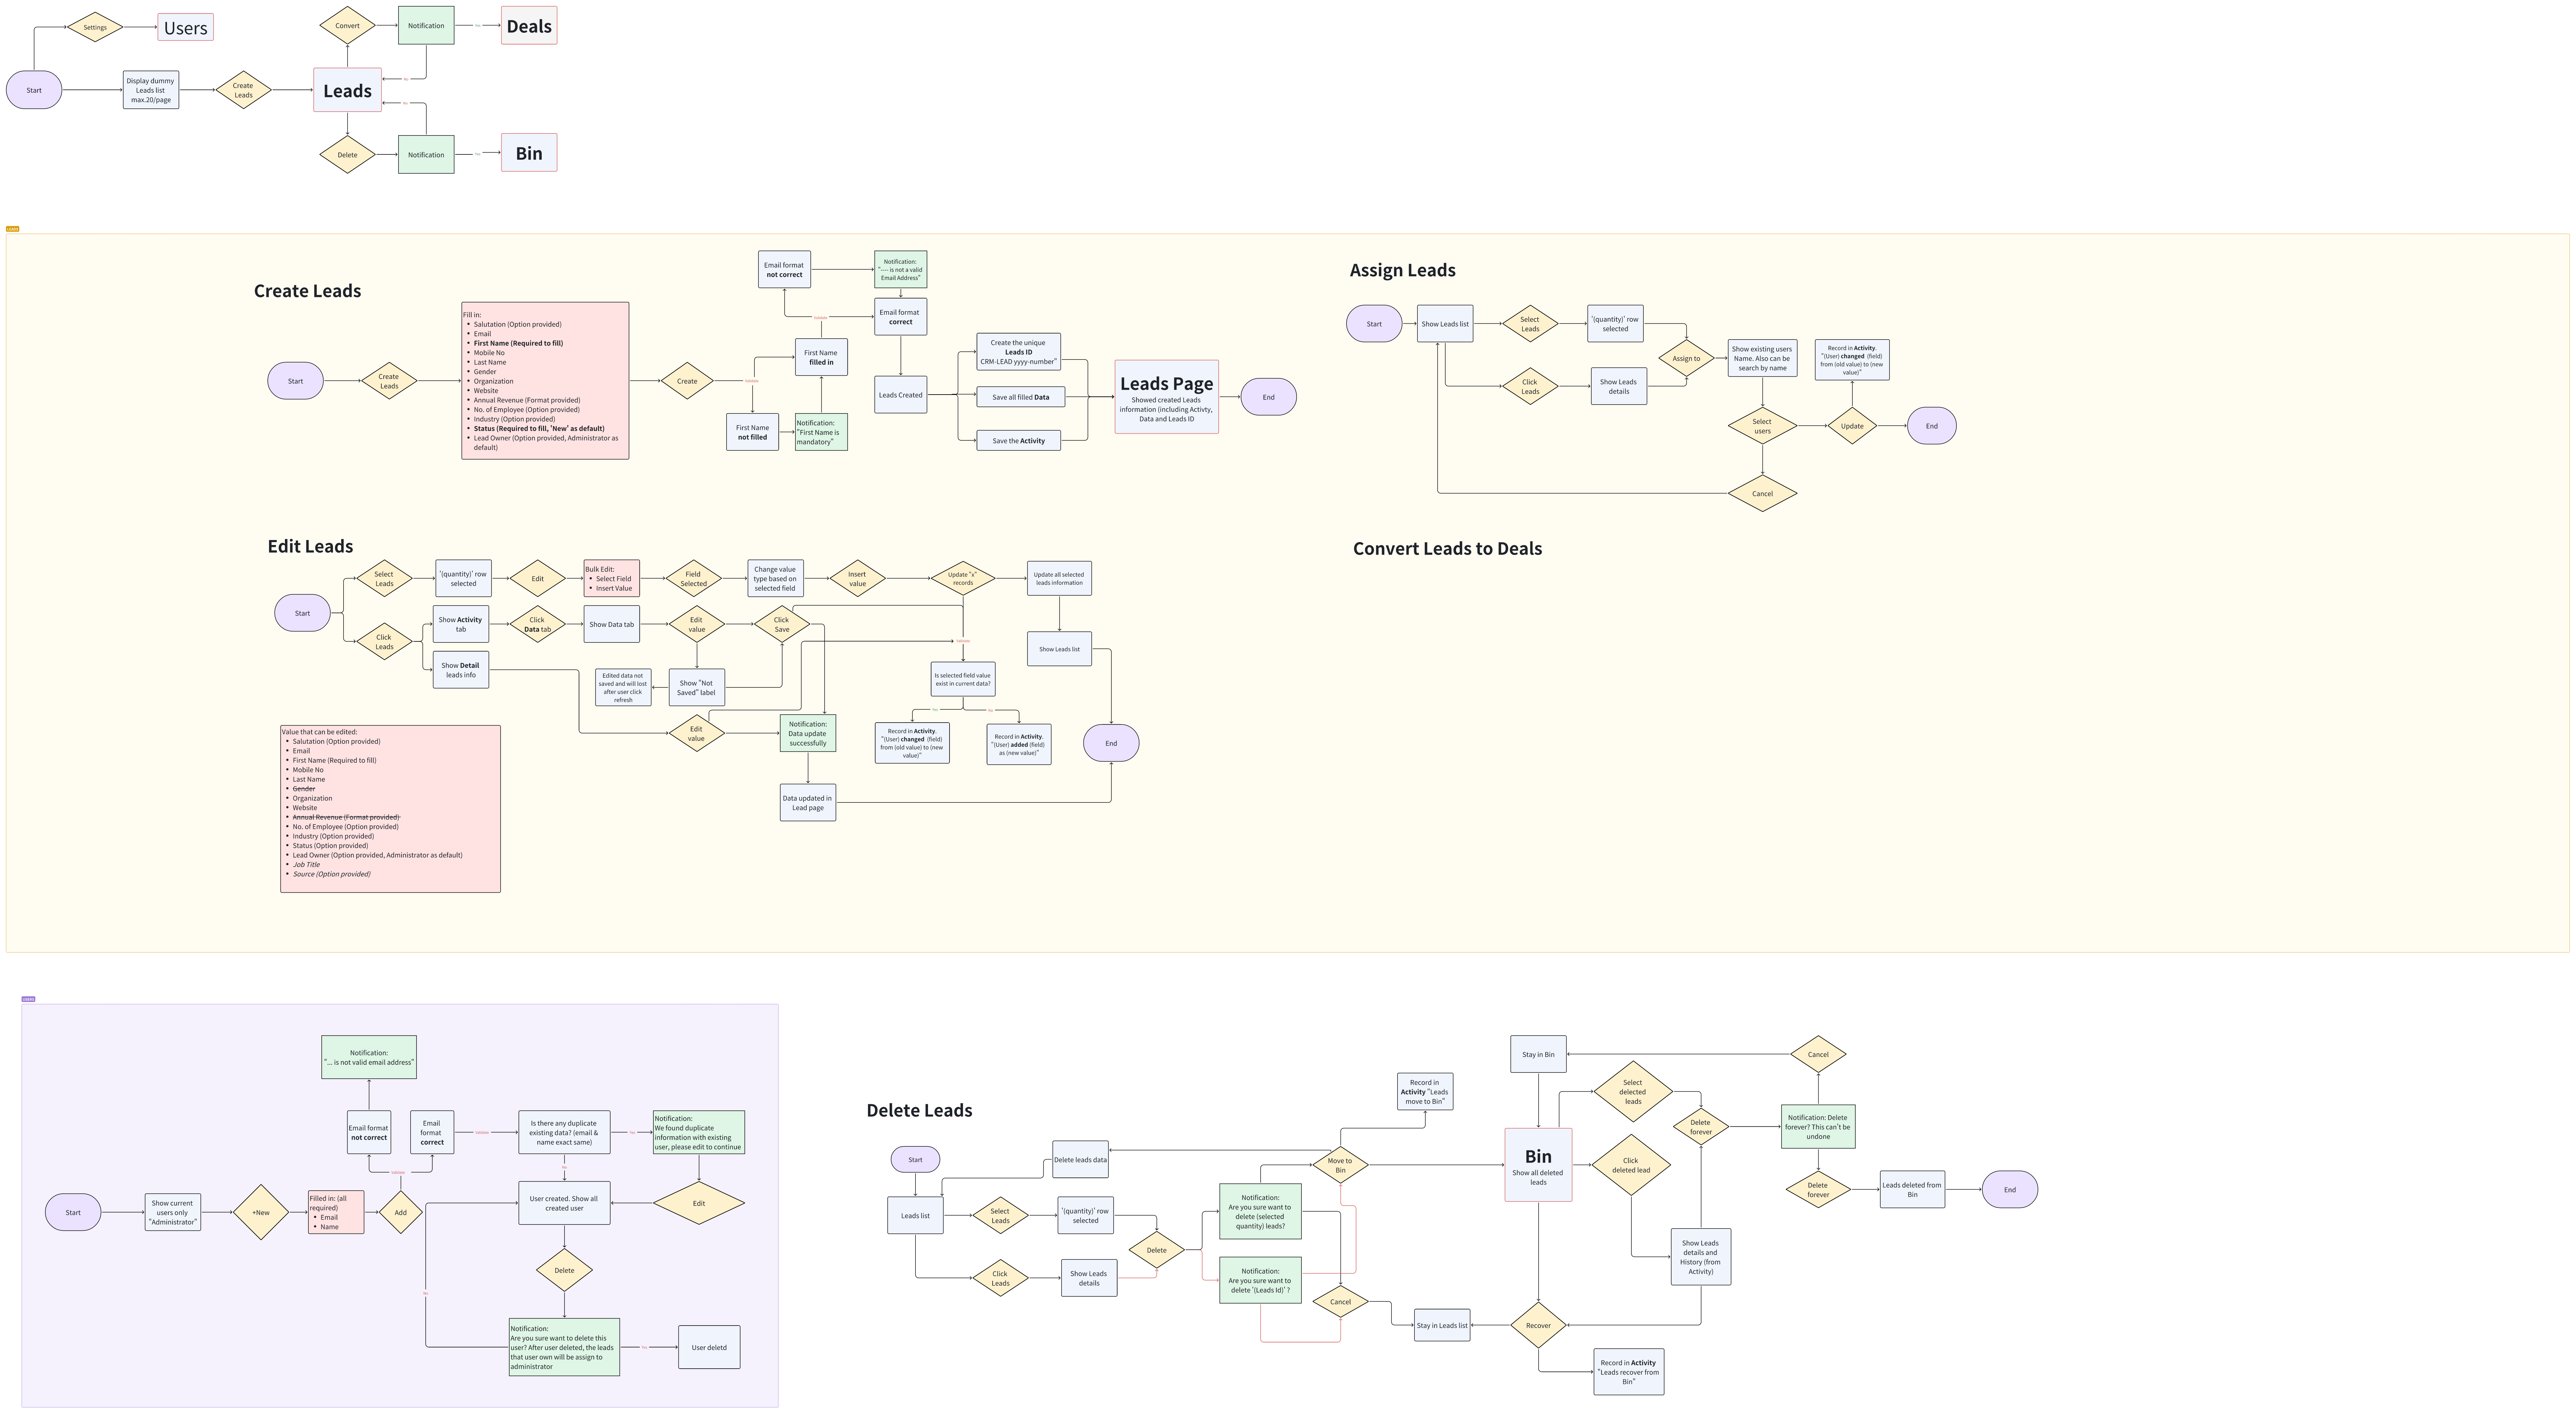 Settings
Users
Convert
Notification
Yes
Deals
Start
Display dummy
Leads list
max.20/page
Create
Leads
Leads
No
No
Delete
Notification
Yes
Bin
LEADS
Create Leads
Start
Create
Leads
Fill in:
• Salutation (Option provided)
• Email
• First Name (Required to fill)
• Mobile No
• Last Name
• Gender
• Organization
• Website
• Annual Revenue (Format provided)
• No. of Employee (Option provided)
• Industry (Option provided)
• Status (Required to fill, 'New' as default)
• Lead Owner (Option provided, Administrator as
default)
Create
Validate
First Name
not filled
Notification:
"First Name is
mandatory"
First Name
filled in
Validate
Email format
not correct
Notification:
"---- is not a valid
Email Address"
Email format
correct
Leads Created
Create the unique
Leads ID
CRM-LEAD yyyy-number"
Save all filled Data
Save the Activity
Leads Page
Showed created Leads
information (including Activty,
Data and Leads ID
End
Assign Leads
Start
Show Leads list
Select
Leads
'(quantity)' row
selected
Click
Leads
Show Leads
details
Assign to
Show existing users
Name. Also can be
search by name
Record in Activity.
"(User) changed (field)
from (old value) to (new
value)"
Select
users
Update
End
Cancel
Edit Leads
Start
Select
Leads
'(quantity)' row
selected
Edit
Bulk Edit:
• Select Field
• Insert Value
Field
Selected
Change value
type based on
selected field
Insert
value
Update "x"
records
Update all selected
leads information
Click
Leads
Show Activity
tab
Click
Data tab
Show Data tab
Edit
value
Click
Save
Validate
Show Leads list
Show Detail
leads info
Edited data not
saved and will lost
after user click
refresh
Show "Not
Saved" label
Is selected field value
exist in current data?
Yes
No
Edit
value
Notification:
Data update
successfully
Record in Activity.
"(User) changed (field)
from (old value) to (new
value)"
Record in Activity.
"(User) added (field)
as (new value)"
End
Data updated in
Lead page
Value that can be edited:
• Salutation (Option provided)
• Email
• First Name (Required to fill)
• Mobile No
• Last Name
• Gender
• Organization
• Website
• Annual Revenue (Format provided)
• No. of Employee (Option provided)
• Industry (Option provided)
• Status (Option provided)
• Lead Owner (Option provided, Administrator as default)
• Job Title
• Source (Option provided)
Convert Leads to Deals
USERS
Notification:
"... is not valid email address"
Email format
not correct
Email
format
correct
Validate
Validate
Is there any duplicate
existing data? (email &
name exact same)
Yes
Notification:
We found duplicate
information with existing
user, please edit to continue
No
Start
Show current
users only
"Administrator"
+New
Filled in: (all
required)
• Email
• Name
Add
User created. Show all
created user
Edit
Delete
No
Notification:
Are you sure want to delete this
user? After user deleted, the leads
that user own will be assign to
administrator
Yes
User deletd
Delete Leads
Start
Leads list
Delete leads data
Select
Leads
'(quantity)' row
selected
Click
Leads
Show Leads
details
Delete
Notification:
Are you sure want to
delete (selected
quantity) leads?
Notification:
Are you sure want to
delete '(Leads Id)' ?
Move to
Bin
Record in
Activity "Leads
move to Bin"
Cancel
Stay in Leads list
Stay in Bin
Bin
Show all deleted
leads
Select
delected
leads
Click
deleted lead
Delete
forever
Cancel
Notification: Delete
forever? This can't be
undone
Delete
forever
Leads deleted from
Bin
End
Show Leads
details and
History (from
Activity)
Recover
Record in Activity
"Leads recover from
Bin"